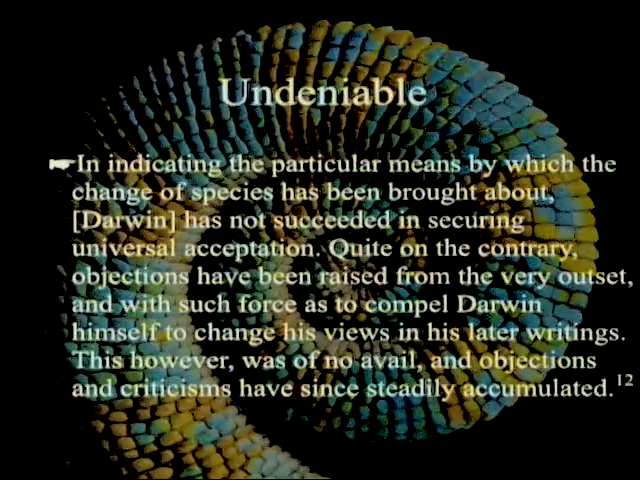 Undeniable
In indicating the particular means by which the
change of species has been brought about,
[Darwin] has not succeeded in securing
universal acceptation. Quite on the contrary,
objections have been raised from the very outset,
and with such force as to compel Darwin
himself to change his views in his later writings.
This however, was of no avail, and objections
and criticisms have since steadily accumulated.12